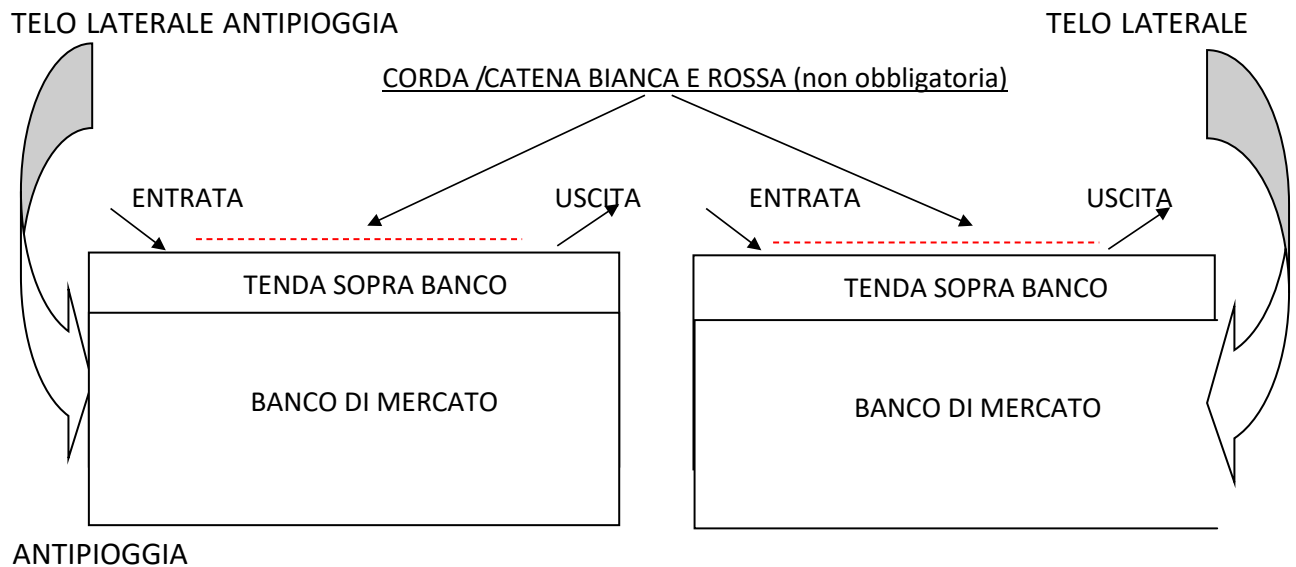 TELO LATERALE ANTIPIOGGIA
TELO LATERALE
CORDA /CATENA BIANCA E ROSSA (non obbligatoria)
ENTRATA
USCITA
ENTRATA
USCITA
TENDA SOPRA BANCO
TENDA SOPRA BANCO
BANCO DI MERCATO
BANCO DI MERCATO
ANTIPIOGGIA